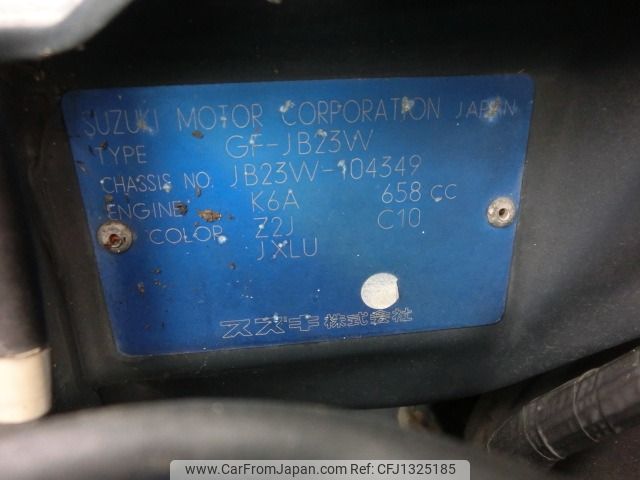 SUZUKI MOTOR CORPORATION JAPAN
TYPE GF-JB23W
CHASSIS NO. JB23W-104349
ENGINE K6A 658 CC
COLOR Z2J C10
JXLU
スズキ株式会社
www.CarFromJapan.com - CFJ1325185